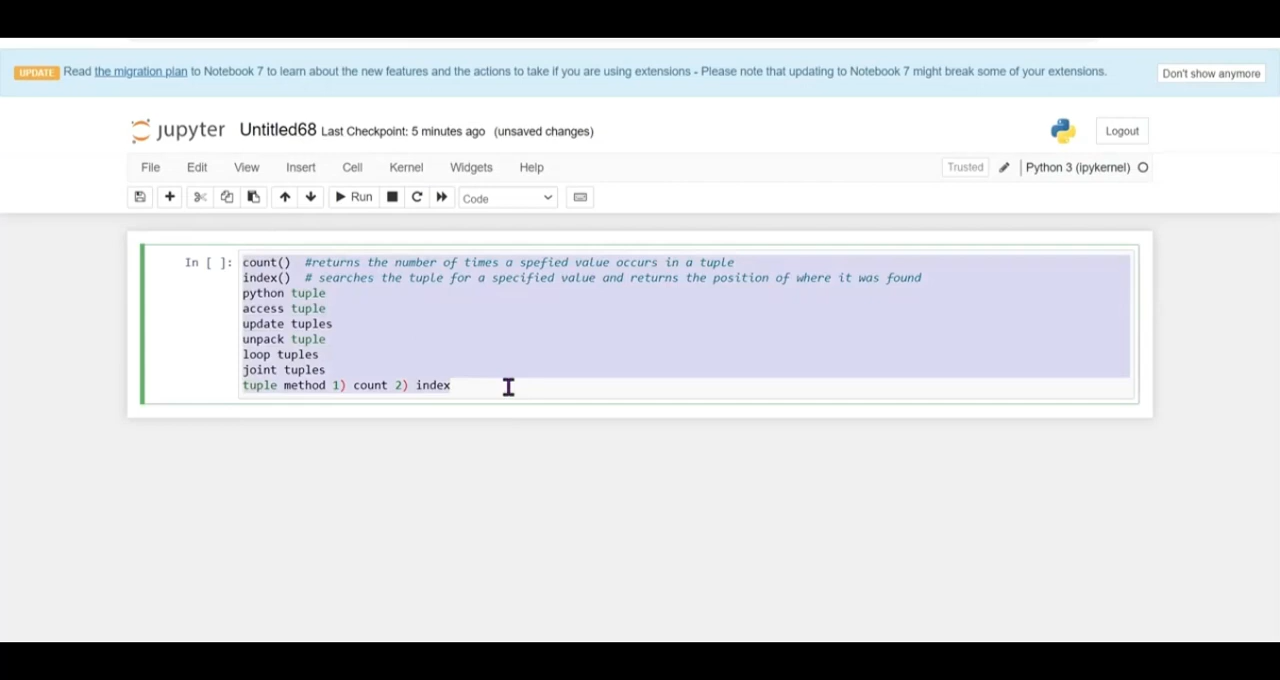 UPDATE Read the migration plan to Notebook 7 to learn about the new features and the actions to take if you are using extensions - Please note that updating to Notebook 7 might break some of your extensions. Don't show anymore
jupyter Untitled68 Last Checkpoint: 5 minutes ago (unsaved changes) Logout
File Edit View Insert Cell Kernel Widgets Help Trusted Python 3 (ipykernel)
Run Code
In [ ]: count() #returns the number of times a spefied value occurs in a tuple
index() # searches the tuple for a specified value and returns the position of where it was found
python tuple
access tuple
update tuples
unpack tuple
loop tuples
joint tuples
tuple method 1) count 2) index